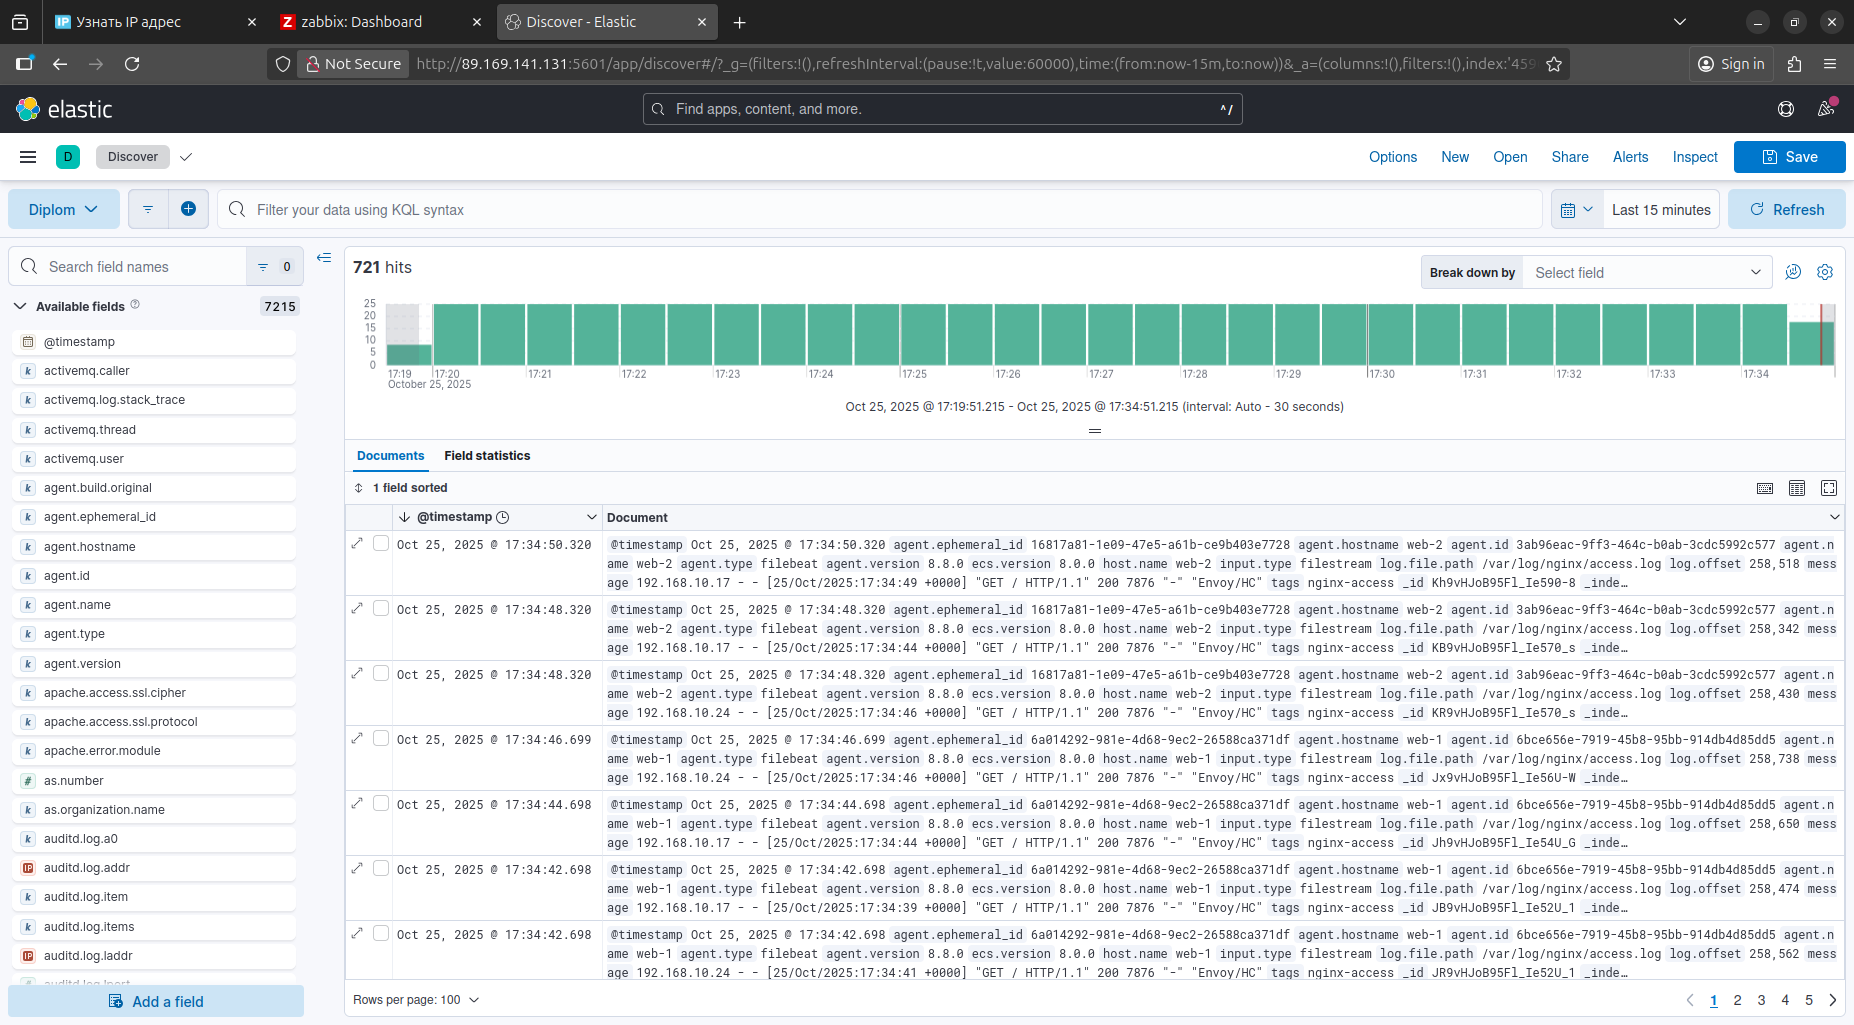 Узнать IP адрес
zabbix: Dashboard
Discover - Elastic
Not Secure
http://89.169.141.131:5601/app/discover#/?_g=(filters:!(),refreshInterval:(pause:!t,value:60000),time:(from:now-15m,to:now))&_a=(columns:!(),filters:!(),index:'459
Sign in
elastic
Find apps, content, and more.
^/
D
Discover
Options
New
Open
Share
Alerts
Inspect
Save
Diplom
Filter your data using KQL syntax
Last 15 minutes
Refresh
Search field names
0
Available fields
7215
@timestamp
activemq.caller
activemq.log.stack_trace
activemq.thread
activemq.user
agent.build.original
agent.ephemeral_id
agent.hostname
agent.id
agent.name
agent.type
agent.version
apache.access.ssl.cipher
apache.access.ssl.protocol
apache.error.module
as.number
as.organization.name
auditd.log.a0
auditd.log.addr
auditd.log.item
auditd.log.items
auditd.log.laddr
Add a field
721 hits
Break down by
Select field
25
20
15
10
5
0
17:19
October 25, 2025
17:20
17:21
17:22
17:23
17:24
17:25
17:26
17:27
17:28
17:29
17:30
17:31
17:32
17:33
17:34
Oct 25, 2025 @ 17:19:51.215 - Oct 25, 2025 @ 17:34:51.215 (interval: Auto - 30 seconds)
Documents
Field statistics
1 field sorted
@timestamp
Document
Oct 25, 2025 @ 17:34:50.320
@timestamp Oct 25, 2025 @ 17:34:50.320 agent.ephemeral_id 16817a81-1e09-47e5-a61b-ce9b403e7728 agent.hostname web-2 agent.id 3ab96eac-9ff3-464c-b0ab-3cdc5992c577 agent.n
ame web-2 agent.type filebeat agent.version 8.8.0 ecs.version 8.0.0 host.name web-2 input.type filestream log.file.path /var/log/nginx/access.log log.offset 258,518 mess
age 192.168.10.17 - - [25/Oct/2025:17:34:49 +0000] "GET / HTTP/1.1" 200 7876 "-" "Envoy/HC" tags nginx-access _id Kh9vHJoB95Fl_Ie590-8 _inde…
Oct 25, 2025 @ 17:34:48.320
@timestamp Oct 25, 2025 @ 17:34:48.320 agent.ephemeral_id 16817a81-1e09-47e5-a61b-ce9b403e7728 agent.hostname web-2 agent.id 3ab96eac-9ff3-464c-b0ab-3cdc5992c577 agent.n
ame web-2 agent.type filebeat agent.version 8.8.0 ecs.version 8.0.0 host.name web-2 input.type filestream log.file.path /var/log/nginx/access.log log.offset 258,342 mess
age 192.168.10.17 - - [25/Oct/2025:17:34:44 +0000] "GET / HTTP/1.1" 200 7876 "-" "Envoy/HC" tags nginx-access _id KB9vHJoB95Fl_Ie570_s _inde…
Oct 25, 2025 @ 17:34:48.320
@timestamp Oct 25, 2025 @ 17:34:48.320 agent.ephemeral_id 16817a81-1e09-47e5-a61b-ce9b403e7728 agent.hostname web-2 agent.id 3ab96eac-9ff3-464c-b0ab-3cdc5992c577 agent.n
ame web-2 agent.type filebeat agent.version 8.8.0 ecs.version 8.0.0 host.name web-2 input.type filestream log.file.path /var/log/nginx/access.log log.offset 258,430 mess
age 192.168.10.24 - - [25/Oct/2025:17:34:46 +0000] "GET / HTTP/1.1" 200 7876 "-" "Envoy/HC" tags nginx-access _id KR9vHJoB95Fl_Ie570_s _inde…
Oct 25, 2025 @ 17:34:46.699
@timestamp Oct 25, 2025 @ 17:34:46.699 agent.ephemeral_id 6a014292-981e-4d68-9ec2-26588ca371df agent.hostname web-1 agent.id 6bce656e-7919-45b8-95bb-914db4d85dd5 agent.n
ame web-1 agent.type filebeat agent.version 8.8.0 ecs.version 8.0.0 host.name web-1 input.type filestream log.file.path /var/log/nginx/access.log log.offset 258,738 mess
age 192.168.10.24 - - [25/Oct/2025:17:34:46 +0000] "GET / HTTP/1.1" 200 7876 "-" "Envoy/HC" tags nginx-access _id Jx9vHJoB95Fl_Ie56U-W _inde…
Oct 25, 2025 @ 17:34:44.698
@timestamp Oct 25, 2025 @ 17:34:44.698 agent.ephemeral_id 6a014292-981e-4d68-9ec2-26588ca371df agent.hostname web-1 agent.id 6bce656e-7919-45b8-95bb-914db4d85dd5 agent.n
ame web-1 agent.type filebeat agent.version 8.8.0 ecs.version 8.0.0 host.name web-1 input.type filestream log.file.path /var/log/nginx/access.log log.offset 258,650 mess
age 192.168.10.17 - - [25/Oct/2025:17:34:44 +0000] "GET / HTTP/1.1" 200 7876 "-" "Envoy/HC" tags nginx-access _id Jh9vHJoB95Fl_Ie54U_G _inde…
Oct 25, 2025 @ 17:34:42.698
@timestamp Oct 25, 2025 @ 17:34:42.698 agent.ephemeral_id 6a014292-981e-4d68-9ec2-26588ca371df agent.hostname web-1 agent.id 6bce656e-7919-45b8-95bb-914db4d85dd5 agent.n
ame web-1 agent.type filebeat agent.version 8.8.0 ecs.version 8.0.0 host.name web-1 input.type filestream log.file.path /var/log/nginx/access.log log.offset 258,474 mess
age 192.168.10.17 - - [25/Oct/2025:17:34:39 +0000] "GET / HTTP/1.1" 200 7876 "-" "Envoy/HC" tags nginx-access _id JB9vHJoB95Fl_Ie52U_1 _inde…
Oct 25, 2025 @ 17:34:42.698
@timestamp Oct 25, 2025 @ 17:34:42.698 agent.ephemeral_id 6a014292-981e-4d68-9ec2-26588ca371df agent.hostname web-1 agent.id 6bce656e-7919-45b8-95bb-914db4d85dd5 agent.n
ame web-1 agent.type filebeat agent.version 8.8.0 ecs.version 8.0.0 host.name web-1 input.type filestream log.file.path /var/log/nginx/access.log log.offset 258,562 mess
age 192.168.10.24 - - [25/Oct/2025:17:34:41 +0000] "GET / HTTP/1.1" 200 7876 "-" "Envoy/HC" tags nginx-access _id JR9vHJoB95Fl_Ie52U_1 _inde…
Rows per page: 100
1 2 3 4 5